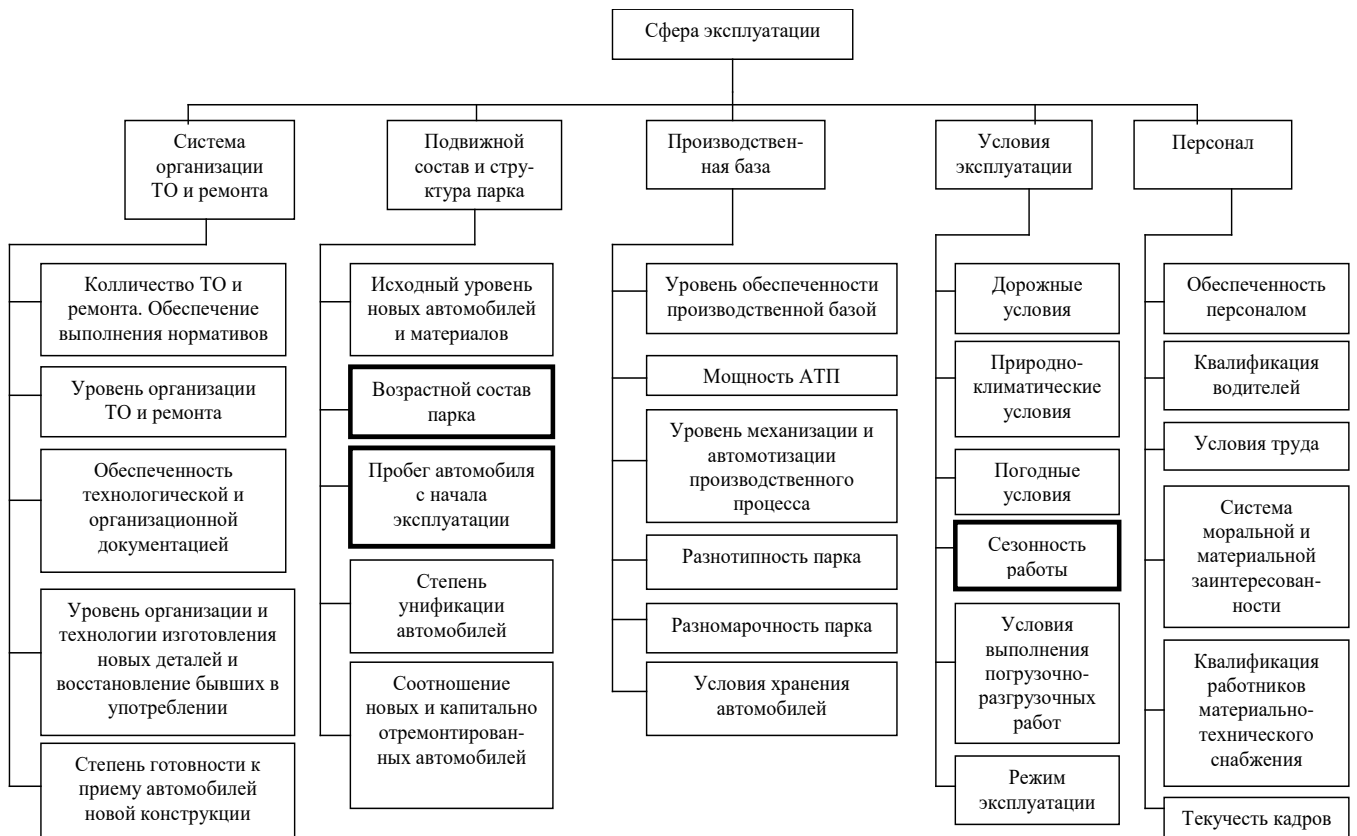 Сфера эксплуатации
Система
организации
ТО и ремонта
Подвижной
состав и стру-
ктура парка
Производствен-
ная база
Условия
эксплуатации
Персонал
Колличество ТО и
ремонта. Обеспечение
выполнения нормативов
Уровень организации
ТО и ремонта
Обеспеченность
технологической и
организационной
документацией
Уровень организации и
технологии изготовления
новых деталей и
восстановление бывших в
употреблении
Степень готовности к
приему автомобилей
новой конструкции
Исходный уровень
новых автомобилей
и материалов
Возрастной состав
парка
Пробег автомобиля
с начала
эксплуатации
Степень
унификации
автомобилей
Соотношение
новых и капитально
отремонтирован-
ных автомобилей
Уровень обеспеченности
производственной базой
Мощность АТП
Уровень механизации и
автомотизации
производственного
процесса
Разнотипность парка
Разномарочность парка
Условия хранения
автомобилей
Дорожные
условия
Природно-
климатические
условия
Погодные
условия
Сезонность
работы
Условия
выполнения
погрузочно-
разгрузочных
работ
Режим
эксплуатации
Обеспеченность
персоналом
Квалификация
водителей
Условия труда
Система
моральной и
материальной
заинтересован-
ности
Квалификация
работников
материально-
технического
снабжения
Текучесть кадров